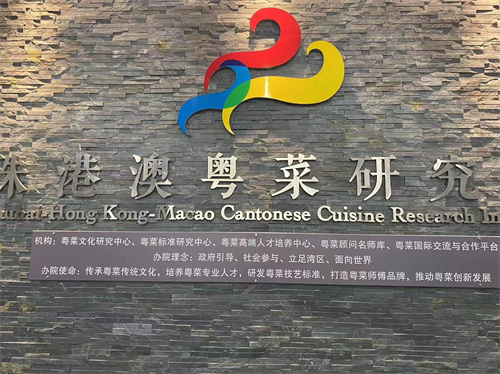 珠港澳粤菜研究
Hong Kong-Macao Cantonese Cuisine Research In
机构：粤菜文化研究中心、粤菜标准研究中心、粤菜高端人才培养中心、粤菜顾问名师库、粤菜国际交流与合作平台
办院理念：政府引导、社会参与、立足湾区、面向世界
办院使命：传承粤菜传统文化，培养粤菜专业人才，研发粤菜技艺标准，打造粤菜师傅品牌，推动粤菜创新发展